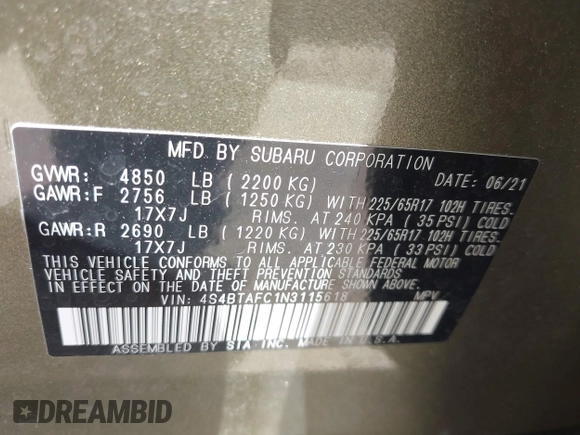 MFD BY SUBARU CORPORATION
DATE: 06/21
GVWR: 4850 LB (2200 KG)
GAWR: F 2756 LB (1250 KG) WITH 225/65R17 102H TIRES.
17X7J RIMS. AT 240 KPA (35 PSI) COLD
GAWR: R 2690 LB (1220 KG) WITH 225/65R17 102H TIRES.
17X7J RIMS. AT 230 KPA (33 PSI) COLD
THIS VEHICLE CONFORMS TO ALL APPLICABLE FEDERAL MOTOR
VEHICLE SAFETY AND THEFT PREVENTION STANDARDS
IN EFFECT ON THE DATE OF MANUFACTURE SHOWN ABOVE.
VIN: 4S4BTAFC1N3115618 MPV
ASSEMBLED BY SIA INC. MADE IN U.S.A.
DREAMBID